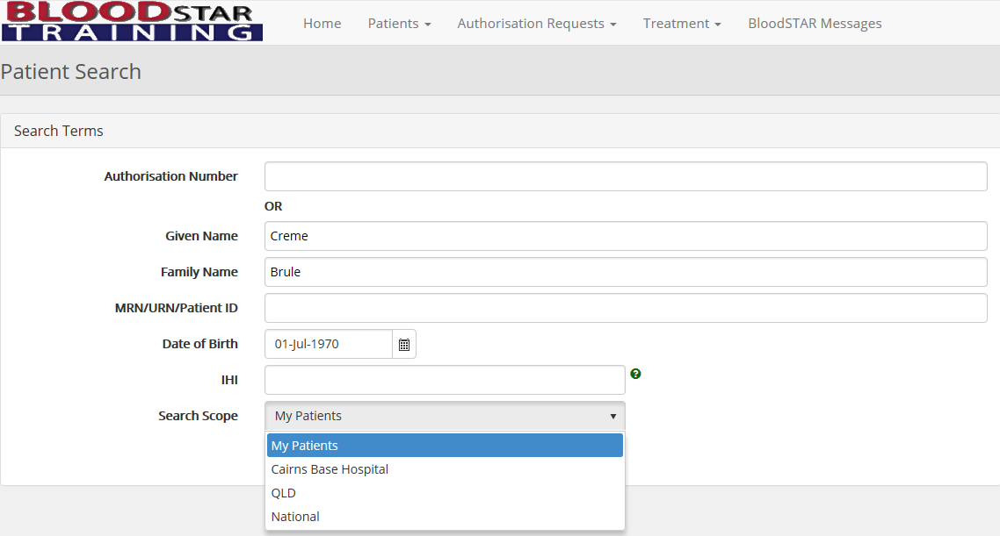 BLOODSTAR
TRAINING
Home Patients Authorisation Requests Treatment BloodSTAR Messages
Patient Search
Search Terms
Authorisation Number
OR
Given Name Creme
Family Name Brule
MRN/URN/Patient ID
Date of Birth 01-Jul-1970
IHI ?
Search Scope My Patients
My Patients
Cairns Base Hospital
QLD
National